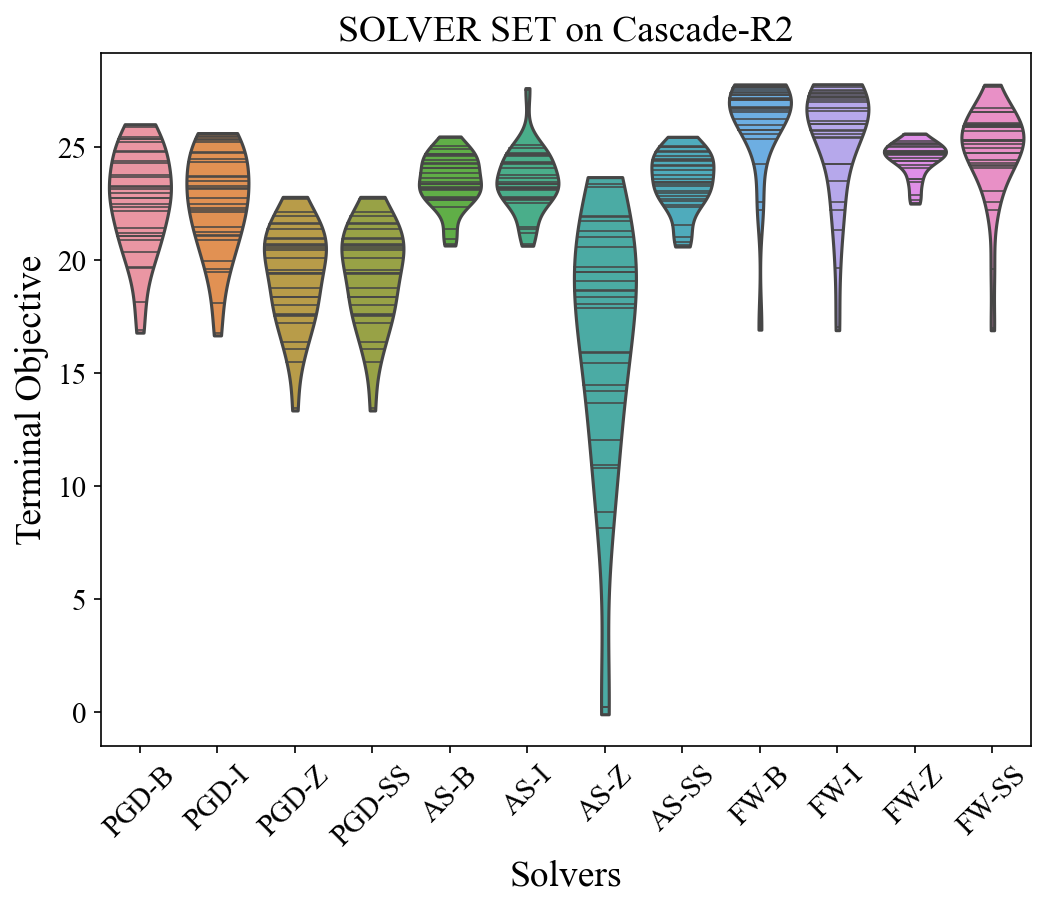 SOLVER SET on Cascade-R2
Terminal Objective
25
20
15
10
5
0
PGD-B
PGD-I
PGD-Z
PGD-SS
AS-B
AS-I
AS-Z
AS-SS
FW-B
FW-I
FW-Z
FW-SS
Solvers